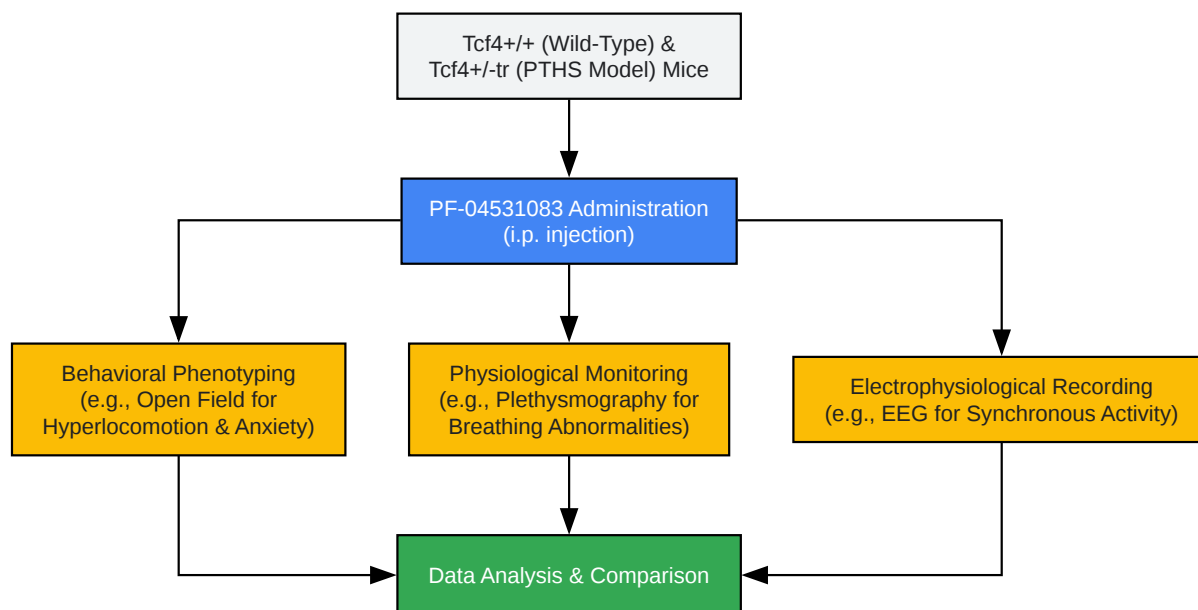 Tcf4+/+ (Wild-Type) &
Tcf4+/-tr (PTHS Model) Mice
PF-04531083 Administration
(i.p. injection)
Behavioral Phenotyping
(e.g., Open Field for
Hyperlocomotion & Anxiety)
Physiological Monitoring
(e.g., Plethysmography for
Breathing Abnormalities)
Electrophysiological Recording
(e.g., EEG for Synchronous Activity)
Data Analysis & Comparison